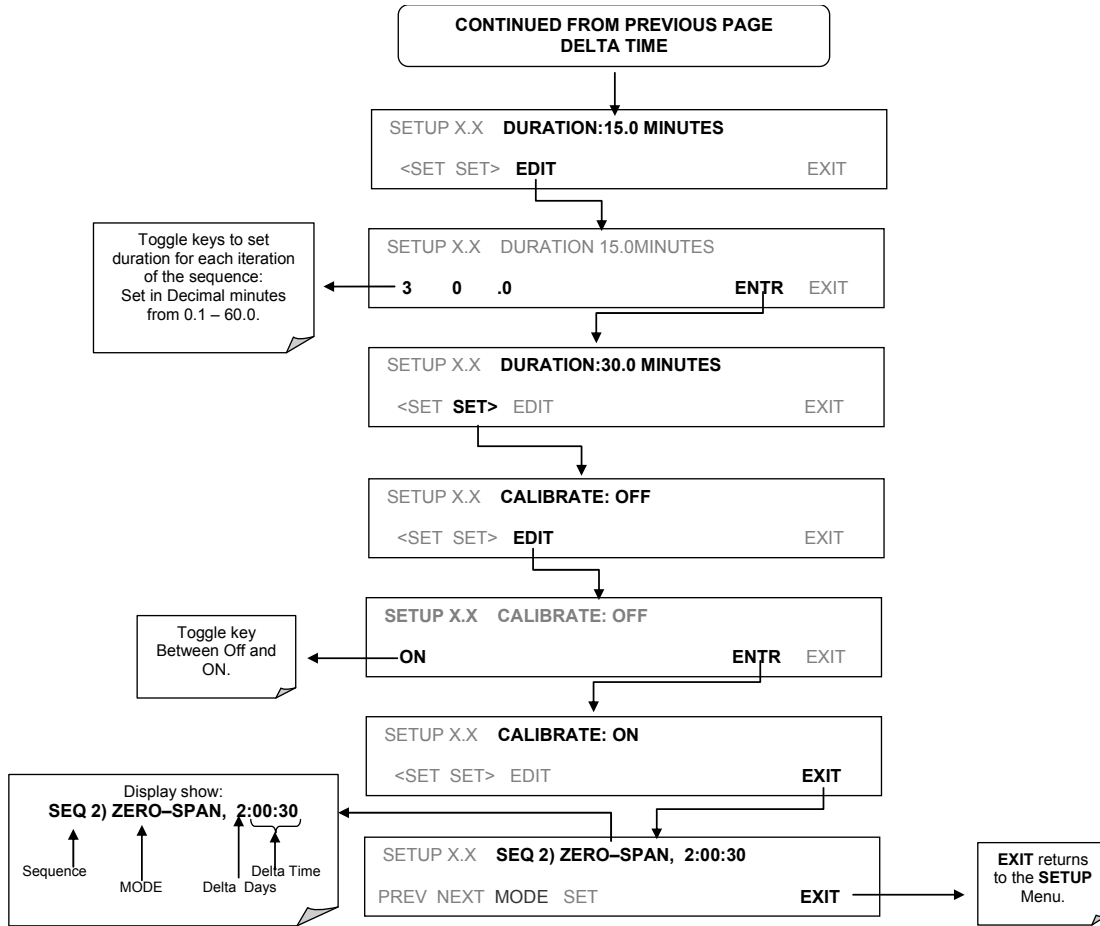 CONTINUED FROM PREVIOUS PAGE
DELTA TIME
SETUP X.X DURATION:15.0 MINUTES
<SET SET> EDIT EXIT
Toggle keys to set
duration for each iteration
of the sequence:
Set in Decimal minutes
from 0.1 – 60.0.
SETUP X.X DURATION 15.0MINUTES
3 0 .0 ENTR EXIT
SETUP X.X DURATION:30.0 MINUTES
<SET SET> EDIT EXIT
SETUP X.X CALIBRATE: OFF
<SET SET> EDIT EXIT
Toggle key
Between Off and
ON.
SETUP X.X CALIBRATE: OFF
ON ENTR EXIT
SETUP X.X CALIBRATE: ON
<SET SET> EDIT EXIT
Display show:
SEQ 2) ZERO–SPAN, 2:00:30
Sequence
MODE
Delta Days
Delta Time
SETUP X.X SEQ 2) ZERO–SPAN, 2:00:30
PREV NEXT MODE SET EXIT
EXIT returns
to the SETUP
Menu.